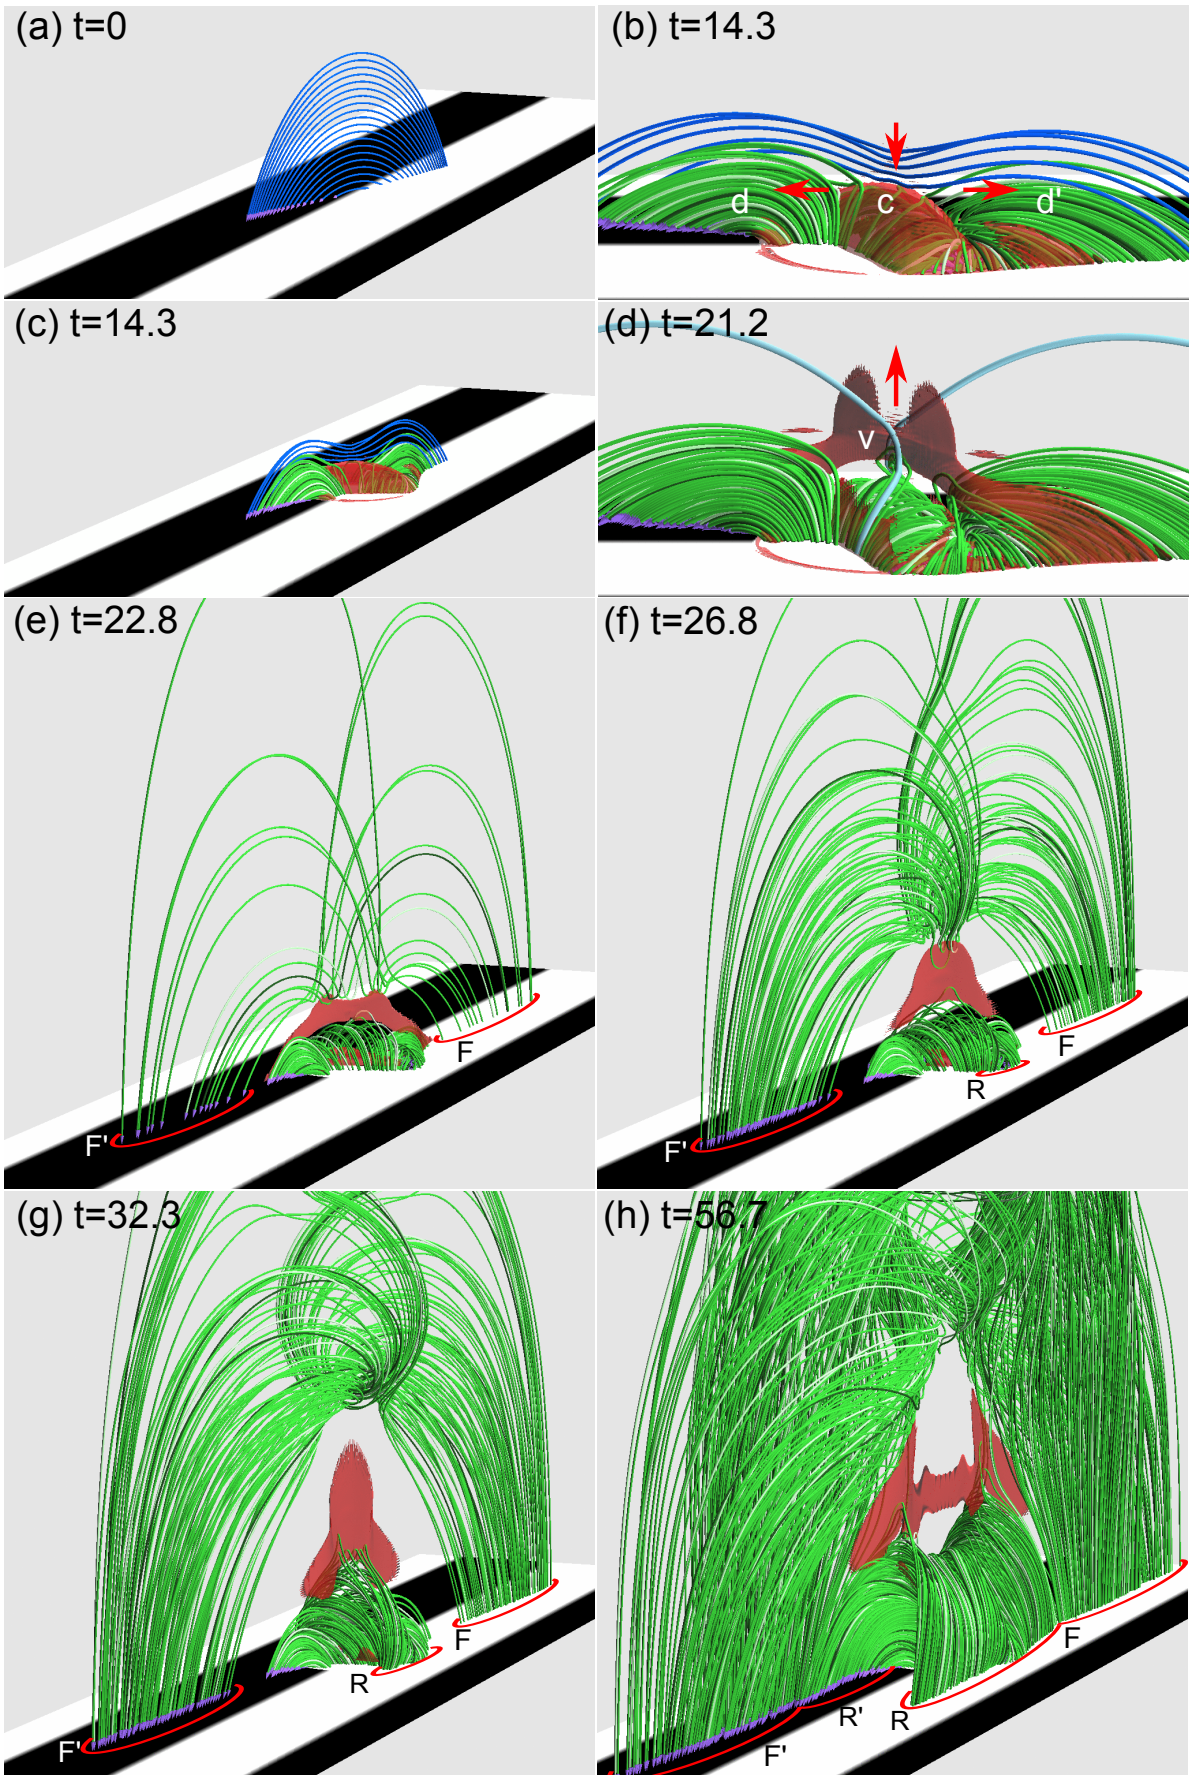 (a) t=0
(b) t=14.3
d
c
d'
(c) t=14.3
(d) t=21.2
v
(e) t=22.8
F
F'
(f) t=26.8
F
R
F'
(g) t=32.3
F
R
F'
(h) t=56.7
F
R'
R
F'